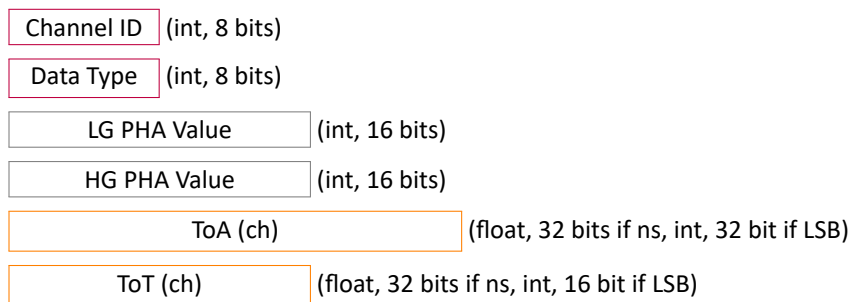 Channel ID (int, 8 bits)
Data Type (int, 8 bits)
LG PHA Value (int, 16 bits)
HG PHA Value (int, 16 bits)
ToA (ch) (float, 32 bits if ns, int, 32 bit if LSB)
ToT (ch) (float, 32 bits if ns, int, 16 bit if LSB)